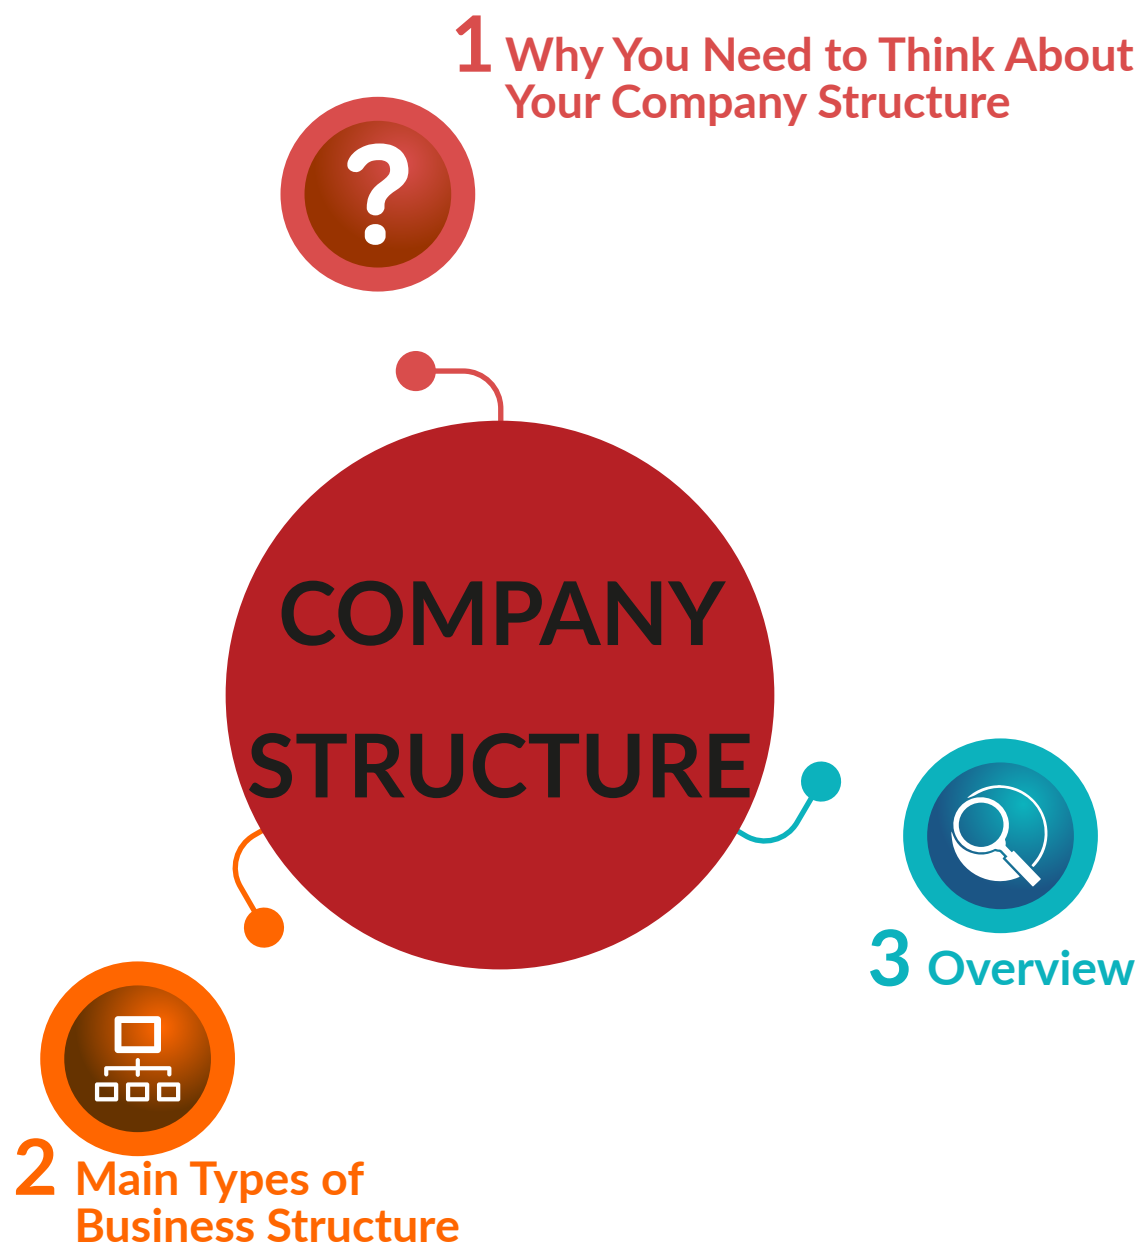 1 Why You Need to Think About
Your Company Structure
?
COMPANY
STRUCTURE
3 Overview
2 Main Types of
Business Structure